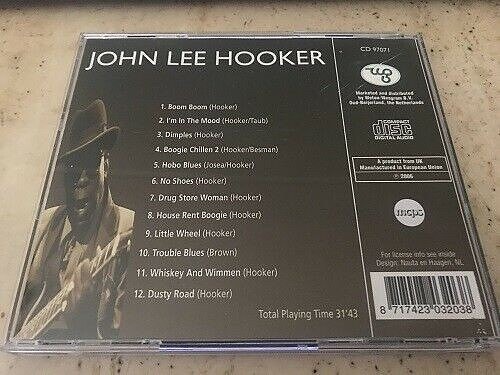 JOHN LEE HOOKER
1. Boom Boom (Hooker)
2. I'm In The Mood (Hooker/Taub)
3. Dimples (Hooker)
4. Boogie Chillen 2 (Hooker/Besman)
5. Hobo Blues (Josea/Hooker)
6. No Shoes (Hooker)
7. Drug Store Woman (Hooker)
8. House Rent Boogie (Hooker)
9. Little Wheel (Hooker)
10. Trouble Blues (Brown)
11. Whiskey And Wimmen (Hooker)
12. Dusty Road (Hooker)
Total Playing Time 31'43
CD 97071
Marketed and distributed
by Weton/Wesgram B.V.
Oud-Beijerland, the Netherlands
COMPACT
disc
DIGITAL AUDIO
A product from UK
Manufactured in European Union
℗ 2006
mcps
For license info see inside
Design: Nauta en Haagen, NL
8 717423 032038